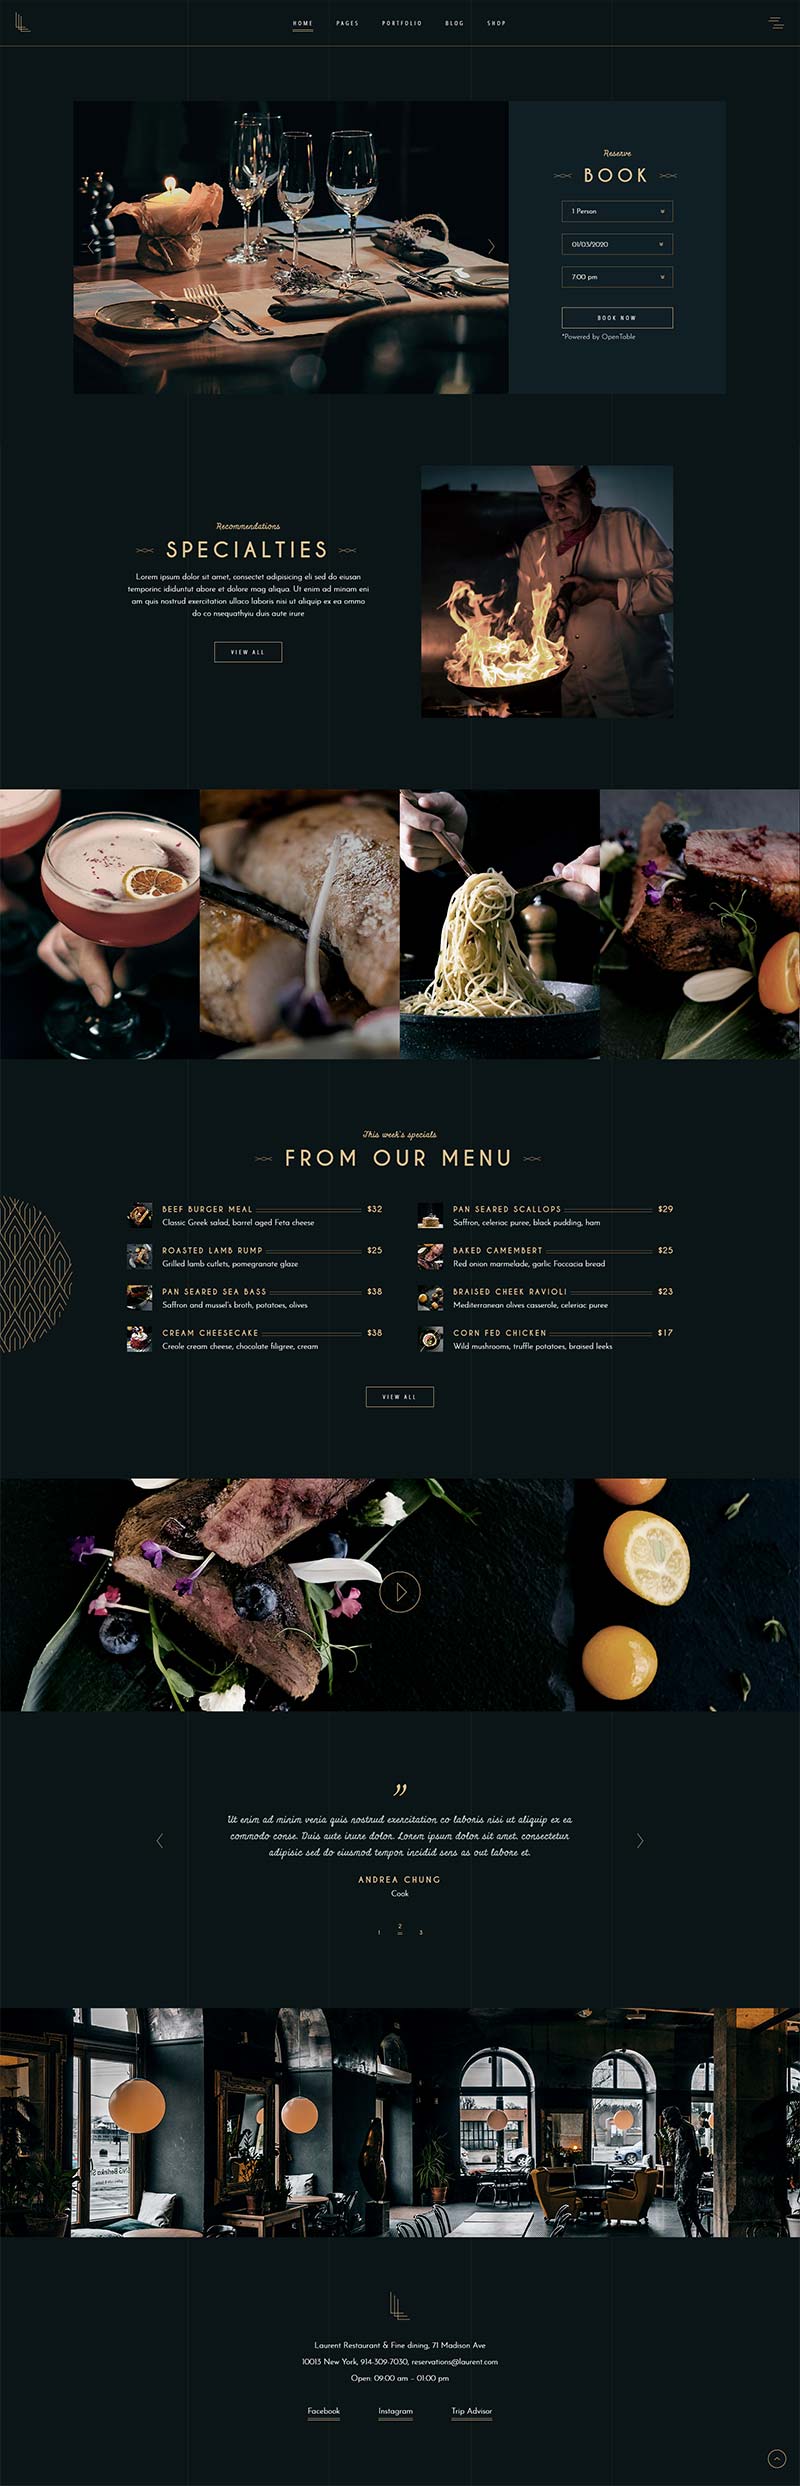 HOME PAGES PORTFOLIO BLOG SHOP
Reserve
BOOK
1 Person
01/03/2020
7:00 pm
BOOK NOW
*Powered by OpenTable
Recommendations
SPECIALTIES
Lorem ipsum dolor sit amet, consectet adipisicing eli sed do eiusan
temporinc ididuntut abore et dolore mag aliqua. Ut enim ad minam eni
am quis nostrud exercitation ullaco laboris nisi ut aliquip ex ea ommo
do co nsequathyiu duis aute irure
VIEW ALL
This week's specials
FROM OUR MENU
BEEF BURGER MEAL $32
Classic Greek salad, barrel aged Feta cheese
ROASTED LAMB RUMP $25
Grilled lamb cutlets, pomegranate glaze
PAN SEARED SEA BASS $38
Saffron and mussel's broth, potatoes, olives
CREAM CHEESECAKE $38
Creole cream cheese, chocolate filigree, cream
PAN SEARED SCALLOPS $29
Saffron, celeriac puree, black pudding, ham
BAKED CAMEMBERT $25
Red onion marmelade, garlic Foccacia bread
BRAISED CHEEK RAVIOLI $23
Mediterranean olives casserole, celeriac puree
CORN FED CHICKEN $17
Wild mushrooms, truffle potatoes, braised leeks
VIEW ALL
”
Ut enim ad minim venia quis nostrud exercitation co laboris nisi ut aliquip ex ea
commodo conse. Duis aute irure dolor. Lorem ipsum dolor sit amet, consectetur
adipisic sed do eiusmod tempor incidid sens as out labore et.
ANDREA CHUNG
Cook
1 2 3
Laurent Restaurant & Fine dining, 71 Madison Ave
10013 New York, 914-309-7030, reservations@laurent.com
Open: 09:00 am – 01:00 pm
Facebook Instagram Trip Advisor